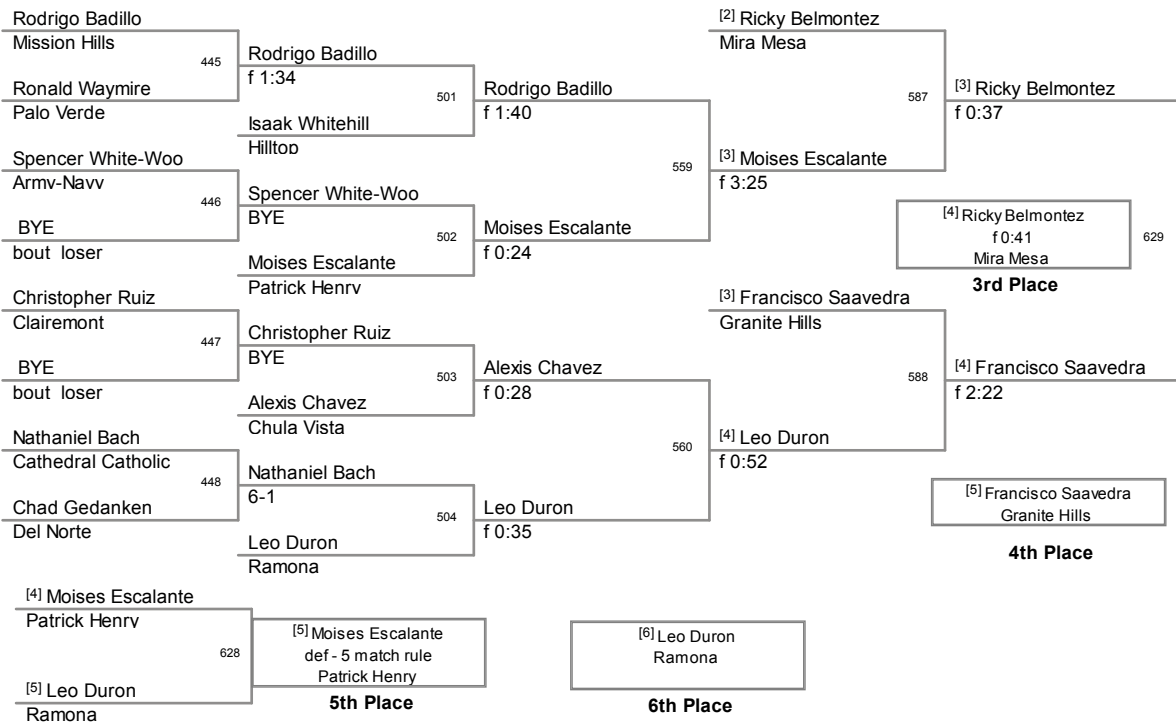 Rodrigo Badillo
Mission Hills
445
Ronald Waymire
Palo Verde
Spencer White-Woo
Army-Navy
446
BYE
bout loser
Christopher Ruiz
Clairemont
447
BYE
bout loser
Nathaniel Bach
Cathedral Catholic
448
Chad Gedanken
Del Norte
Rodrigo Badillo
f 1:34
501
Isaak Whitehill
Hilltop
Spencer White-Woo
BYE
502
Moises Escalante
Patrick Henry
Christopher Ruiz
BYE
503
Alexis Chavez
Chula Vista
Nathaniel Bach
6-1
504
Leo Duron
Ramona
Rodrigo Badillo
f 1:40
559
Moises Escalante
f 0:24
Alexis Chavez
f 0:28
560
Leo Duron
f 0:35
[2] Ricky Belmontez
Mira Mesa
587
[3] Moises Escalante
f 3:25
[3] Francisco Saavedra
Granite Hills
588
[4] Leo Duron
f 0:52
[3] Ricky Belmontez
f 0:37
[4] Ricky Belmontez
f 0:41
Mira Mesa
629
3rd Place
[4] Francisco Saavedra
f 2:22
[5] Francisco Saavedra
Granite Hills
4th Place
[4] Moises Escalante
Patrick Henry
628
[5] Leo Duron
Ramona
[5] Moises Escalante
def - 5 match rule
Patrick Henry
5th Place
[6] Leo Duron
Ramona
6th Place